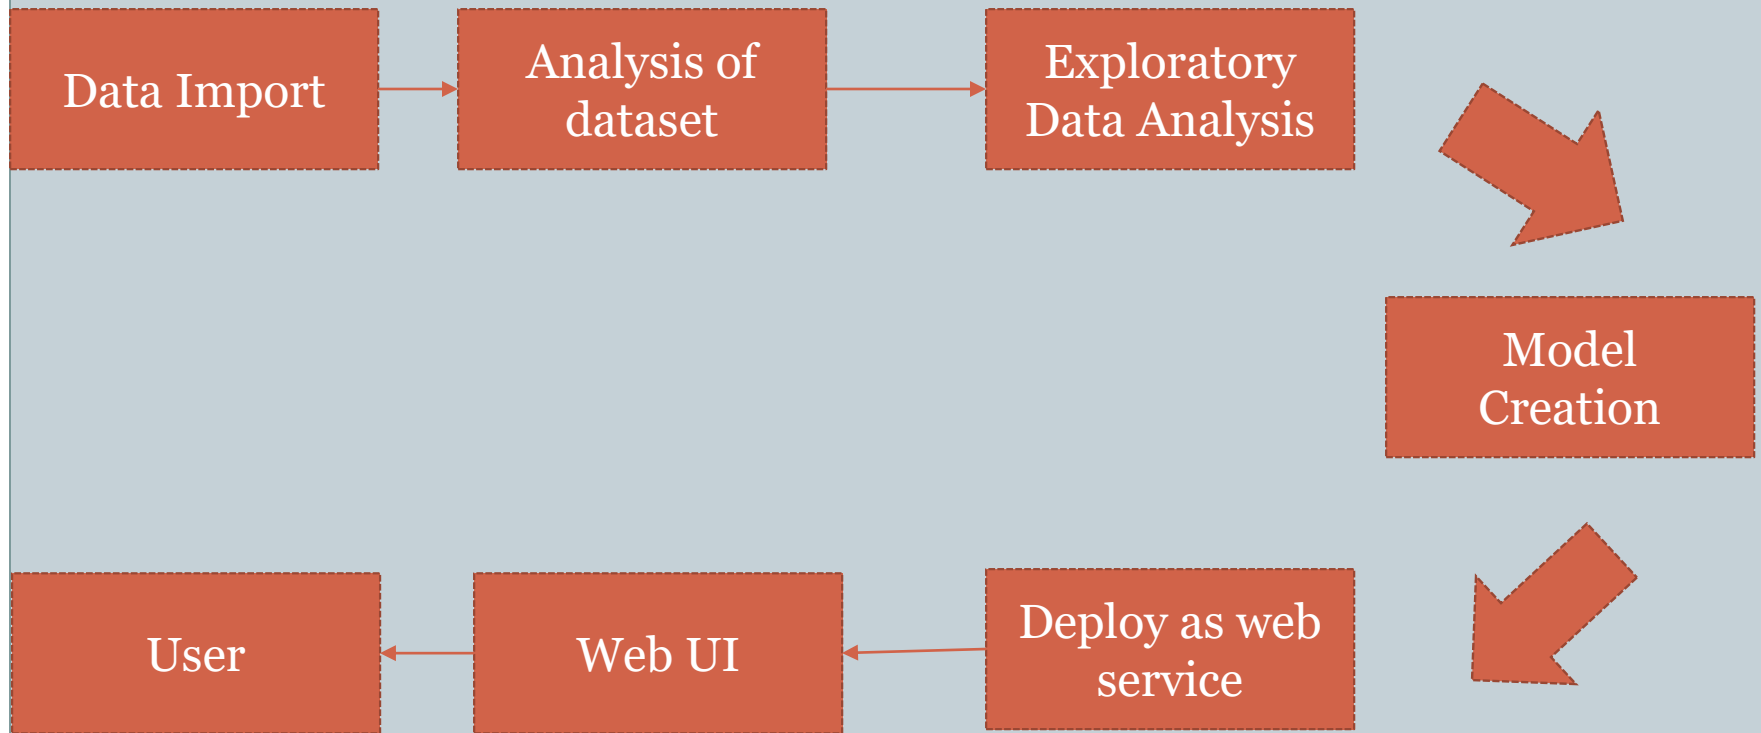 Data Import
Analysis of
dataset
Exploratory
Data Analysis
Model
Creation
Deploy as web
service
Web UI
User